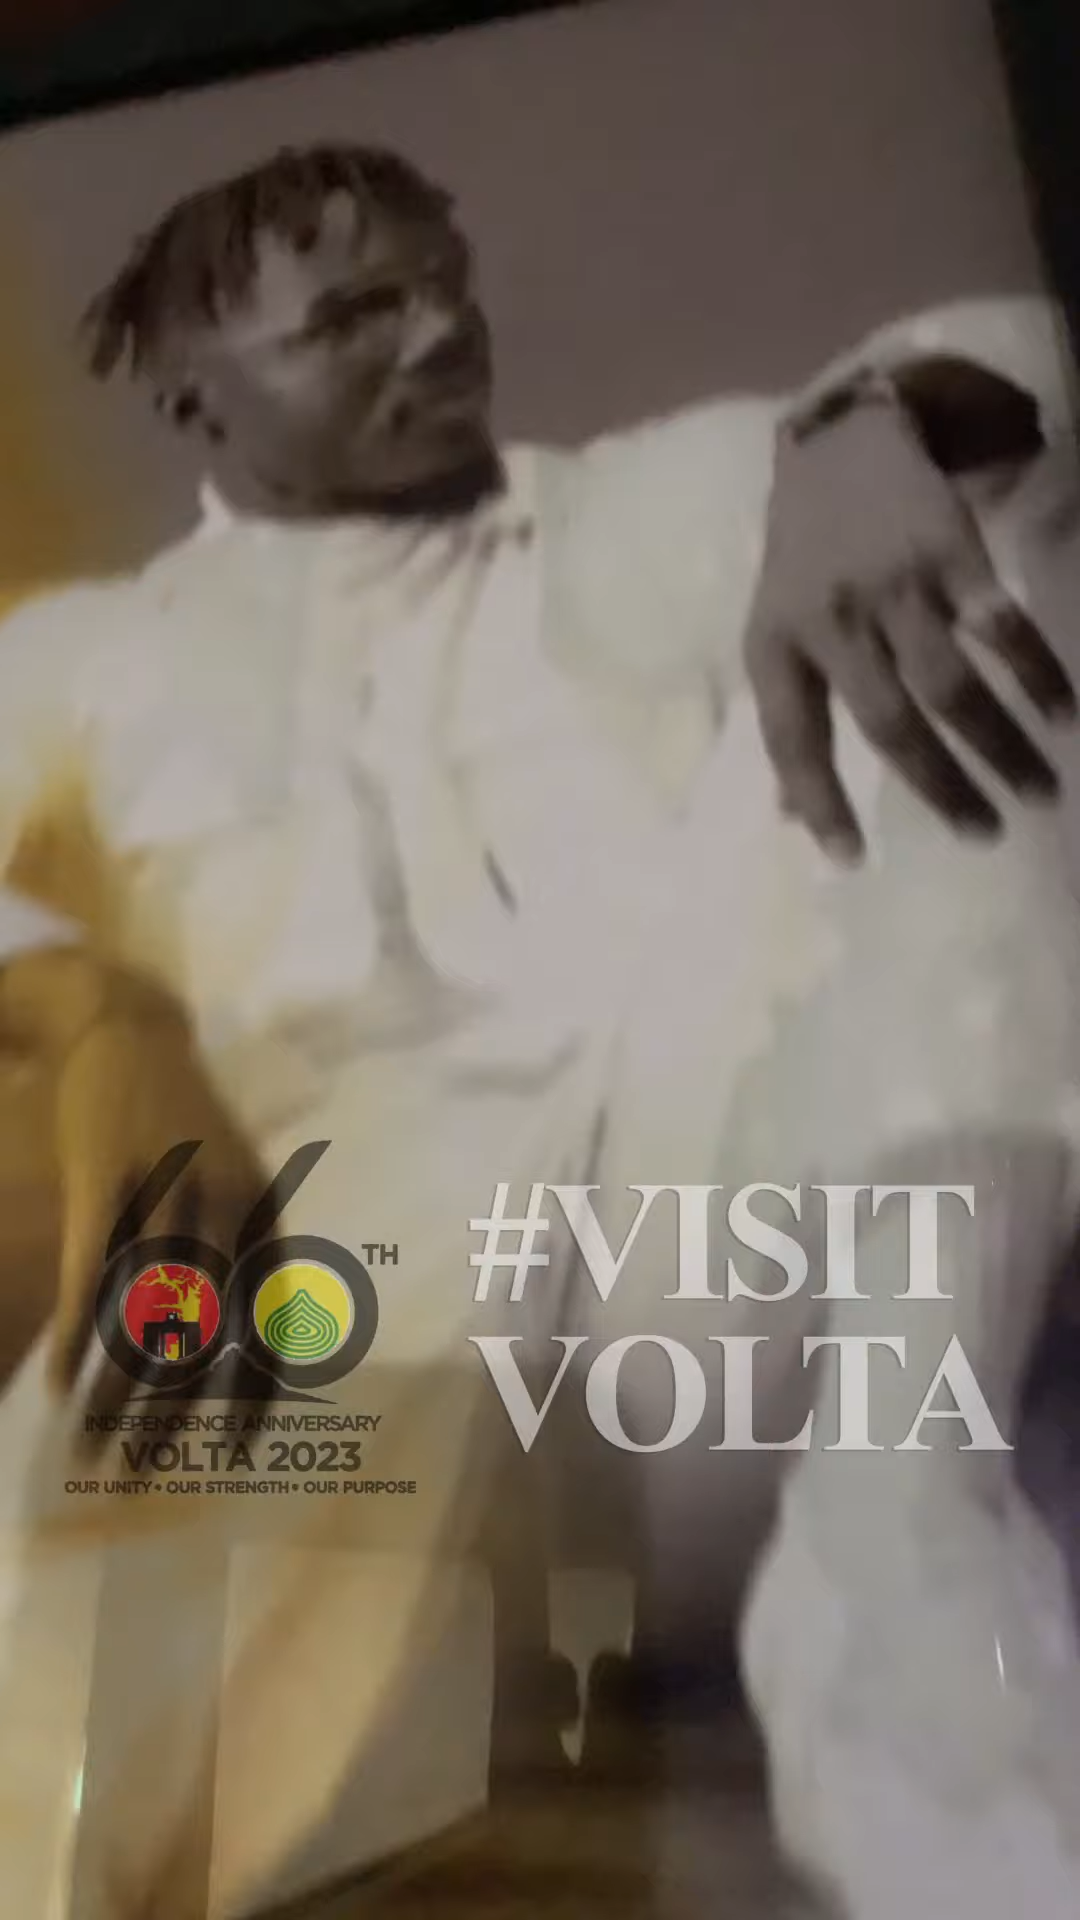 66TH
INDEPENDENCE ANNIVERSARY
VOLTA 2023
OUR UNITY • OUR STRENGTH • OUR PURPOSE
#VISIT
VOLTA